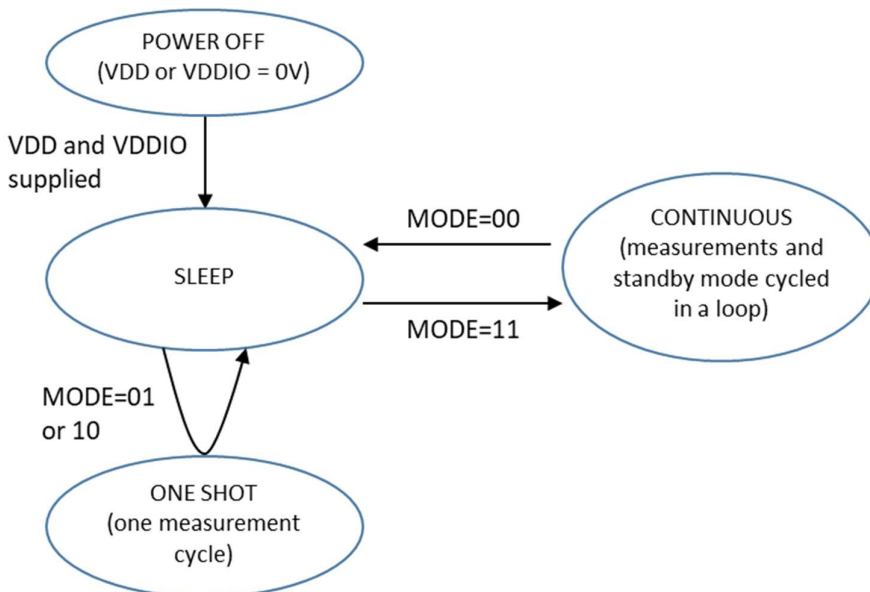 POWER OFF
(VDD or VDDIO = 0V)
VDD and VDDIO
supplied
SLEEP
MODE=00
MODE=11
CONTINUOUS
(measurements and
standby mode cycled
in a loop)
MODE=01
or 10
ONE SHOT
(one measurement
cycle)